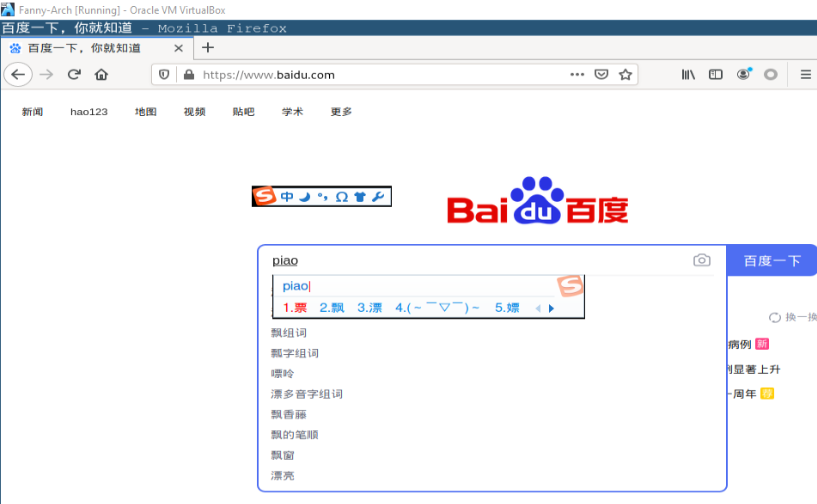 Fanny-Arch [Running] - Oracle VM VirtualBox
百度一下，你就知道 - Mozilla Firefox
百度一下，你就知道
https://www.baidu.com
新闻 hao123 地图 视频 贴吧 学术 更多
中
Bai du 百度
piao 百度一下
piao
1.票 2.飘 3.漂 4.(～￣▽￣)～ 5.嫖
换一换
飘组词
病例 新
瓢字组词
例显著上升
嘌呤
漂多音字组词
一周年 荐
飘香藤
飘的笔顺
飘窗
漂亮